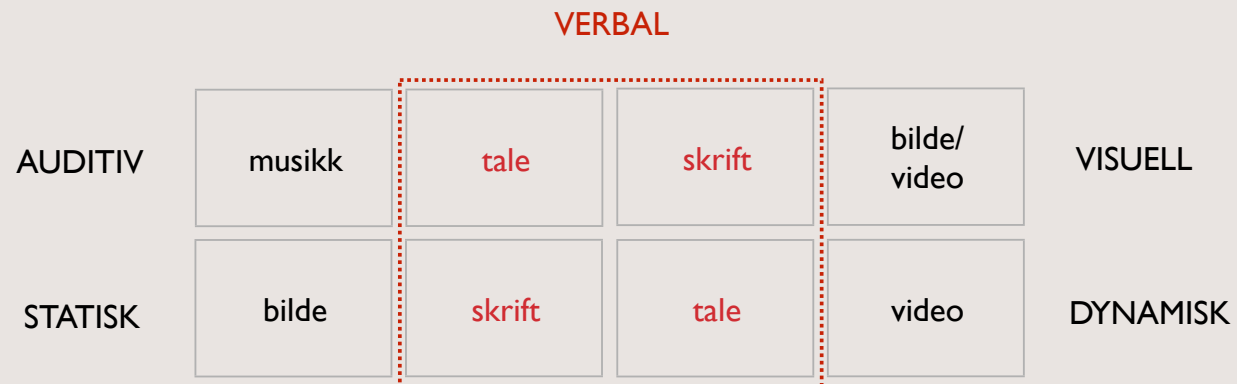 VERBAL
AUDITIV musikk tale skrift bilde/
video VISUELL
STATISK bilde skrift tale video DYNAMISK